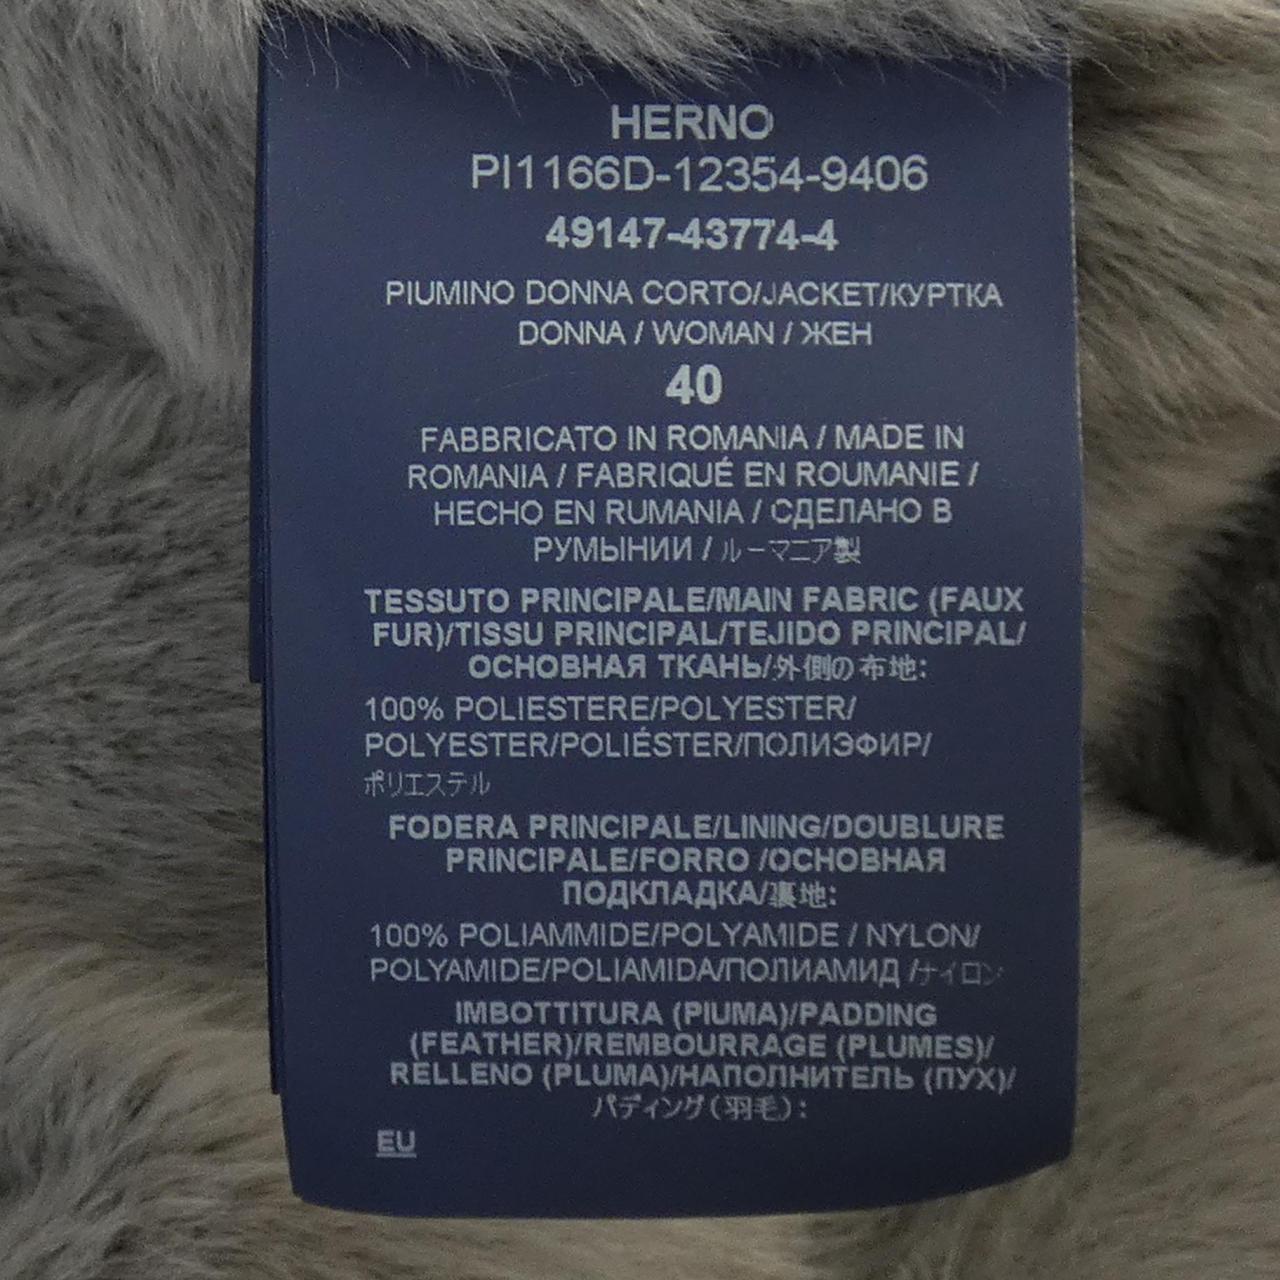 HERNO
PI1166D-12354-9406
49147-43774-4
PIUMINO DONNA CORTO/JACKET/КУРТКА
DONNA / WOMAN / ЖЕН
40
FABBRICATO IN ROMANIA / MADE IN
ROMANIA / FABRIQUÉ EN ROUMANIE /
HECHO EN RUMANIA / СДЕЛАНО В
РУМЫНИИ / ルーマニア製
TESSUTO PRINCIPALE/MAIN FABRIC (FAUX
FUR)/TISSU PRINCIPAL/TEJIDO PRINCIPAL/
ОСНОВНАЯ ТКАНЬ/外側の布地:
100% POLIESTERE/POLYESTER/
POLYESTER/POLIÉSTER/ПОЛИЭФИР/
ポリエステル
FODERA PRINCIPALE/LINING/DOUBLURE
PRINCIPALE/FORRO /ОСНОВНАЯ
ПОДКЛАДКА/裏地:
100% POLIAMMIDE/POLYAMIDE / NYLON/
POLYAMIDE/POLIAMIDA/ПОЛИАМИД /ナイロン
IMBOTTITURA (PIUMA)/PADDING
(FEATHER)/REMBOURRAGE (PLUMES)/
RELLENO (PLUMA)/НАПОЛНИТЕЛЬ (ПУХ)/
パディング(羽毛):
EU